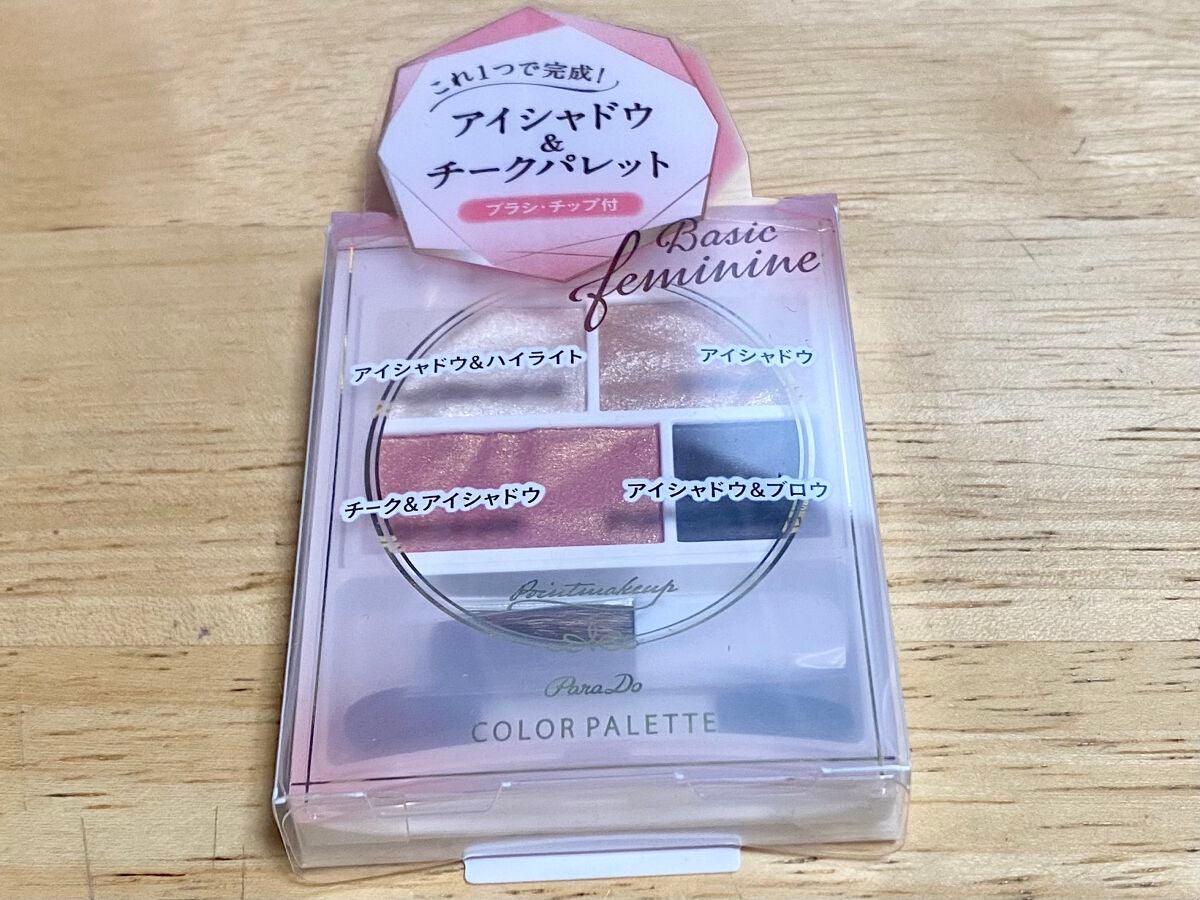 これ1つで完成!
アイシャドウ
&
チークパレット
ブラシ・チップ付
Basic
feminine
アイシャドウ&ハイライト
アイシャドウ
チーク&アイシャドウ
アイシャドウ&ブロウ
Pointmakeup
ParaDo
COLOR PALETTE